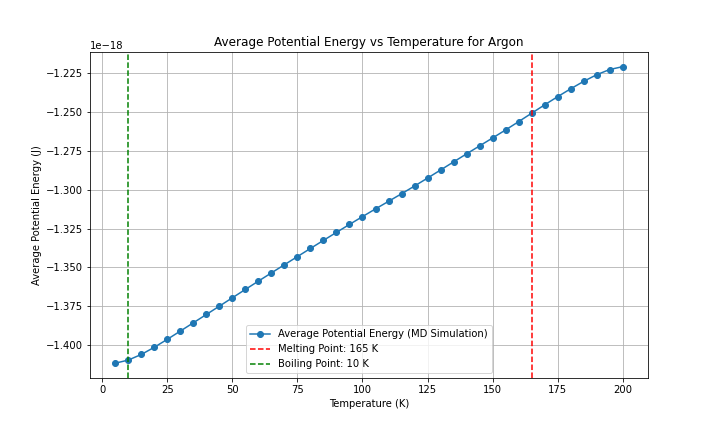 Average Potential Energy vs Temperature for Argon
1e−18
−1.225
−1.250
−1.275
−1.300
−1.325
−1.350
−1.375
−1.400
Average Potential Energy (J)
Average Potential Energy (MD Simulation)
Melting Point: 165 K
Boiling Point: 10 K
0 25 50 75 100 125 150 175 200
Temperature (K)